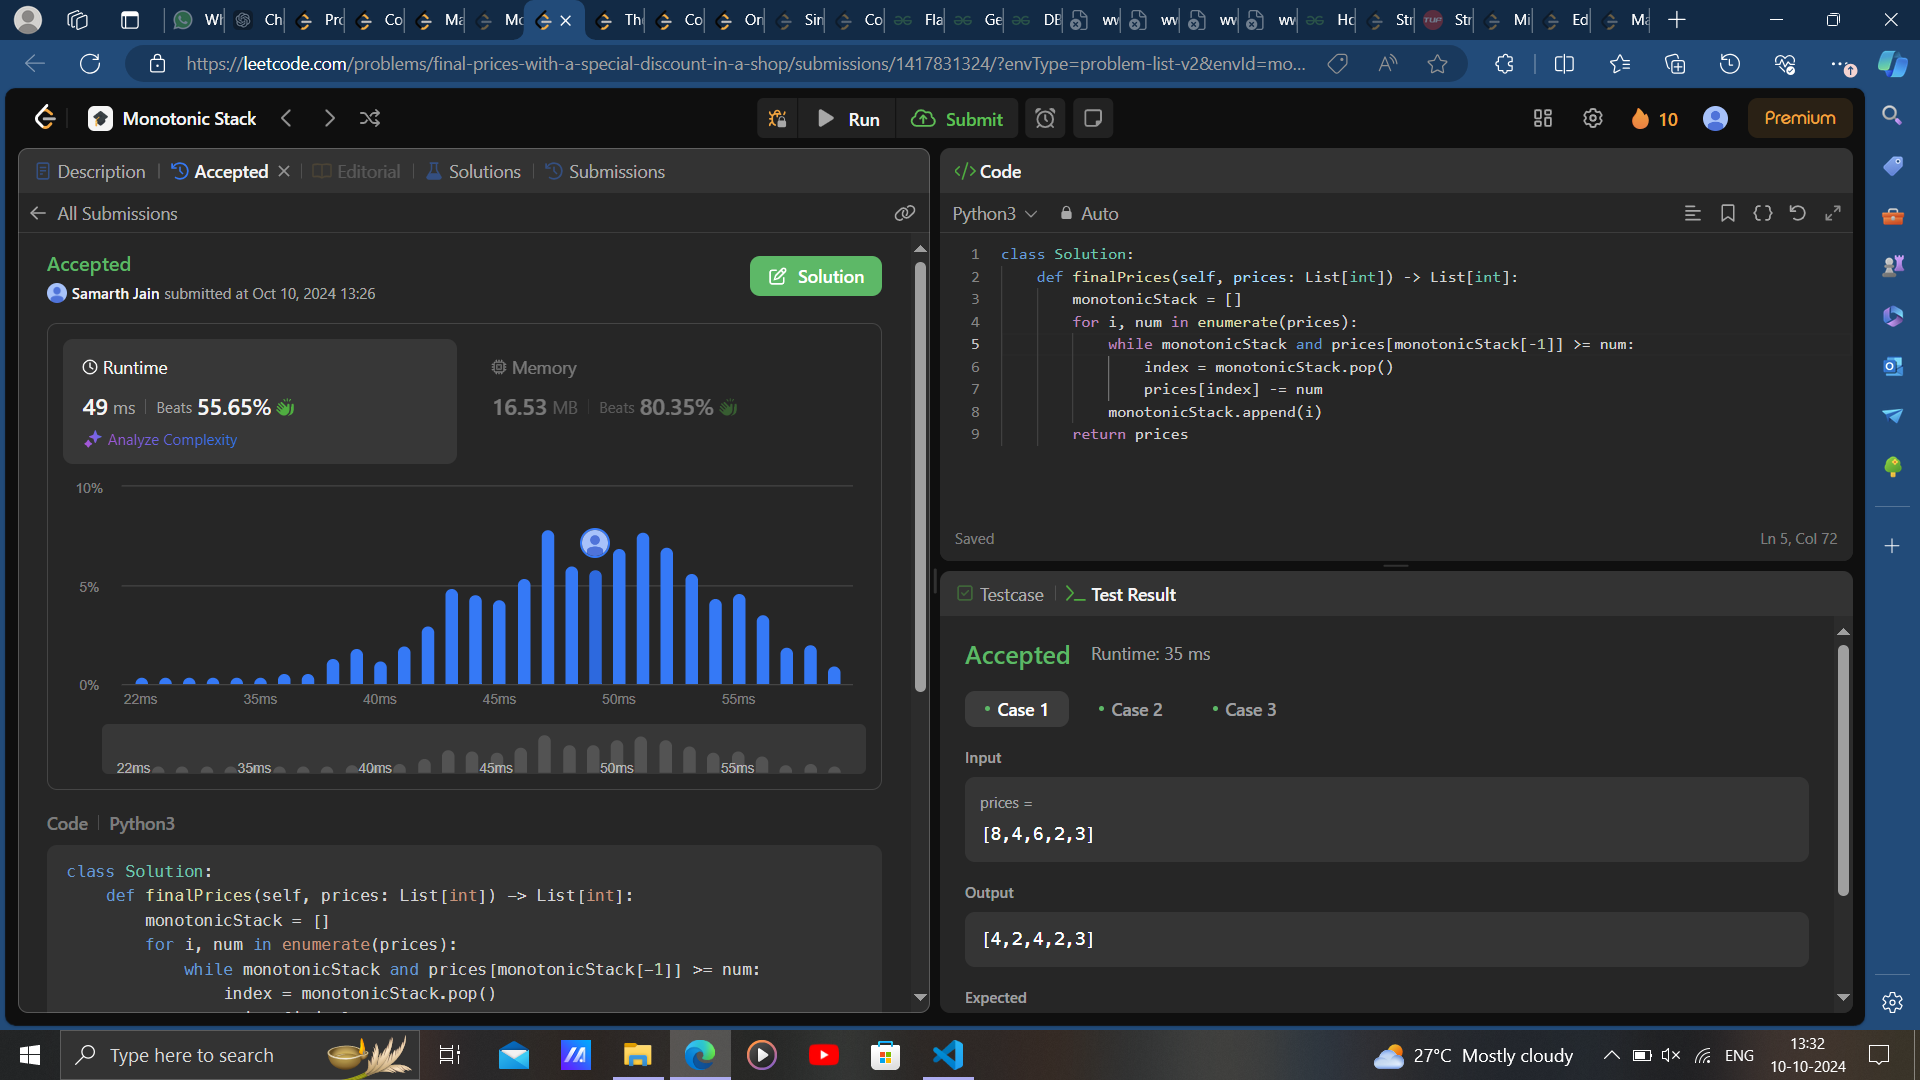 Wh
Ch
Pro
Co
Ma
Mo
Th
Co
On
Sin
Co
Fla
Ge
DB
wv
wv
wv
wv
Ho
Str
TUP
Str
Mi
Ed
Ma
https://leetcode.com/problems/final-prices-with-a-special-discount-in-a-shop/submissions/1417831324/?envType=problem-list-v2&envId=mo...
Monotonic Stack
Run
Submit
10
Premium
Description
Accepted
Editorial
Solutions
Submissions
All Submissions
Accepted
Samarth Jain submitted at Oct 10, 2024 13:26
Solution
Runtime
49 ms
Beats 55.65%
Analyze Complexity
Memory
16.53 MB
Beats 80.35%
10%
5%
0%
22ms 35ms 40ms 45ms 50ms 55ms
22ms 35ms 40ms 45ms 50ms 55ms
Code
Python3
class Solution:
def finalPrices(self, prices: List[int]) -> List[int]:
monotonicStack = []
for i, num in enumerate(prices):
while monotonicStack and prices[monotonicStack[-1]] >= num:
index = monotonicStack.pop()
</> Code
Python3
Auto
1 class Solution:
2 def finalPrices(self, prices: List[int]) -> List[int]:
3 monotonicStack = []
4 for i, num in enumerate(prices):
5 while monotonicStack and prices[monotonicStack[-1]] >= num:
6 index = monotonicStack.pop()
7 prices[index] -= num
8 monotonicStack.append(i)
9 return prices
Saved
Ln 5, Col 72
Testcase
Test Result
Accepted
Runtime: 35 ms
Case 1
Case 2
Case 3
Input
prices =
[8,4,6,2,3]
Output
[4,2,4,2,3]
Expected
Type here to search
27°C Mostly cloudy
ENG
13:32
10-10-2024